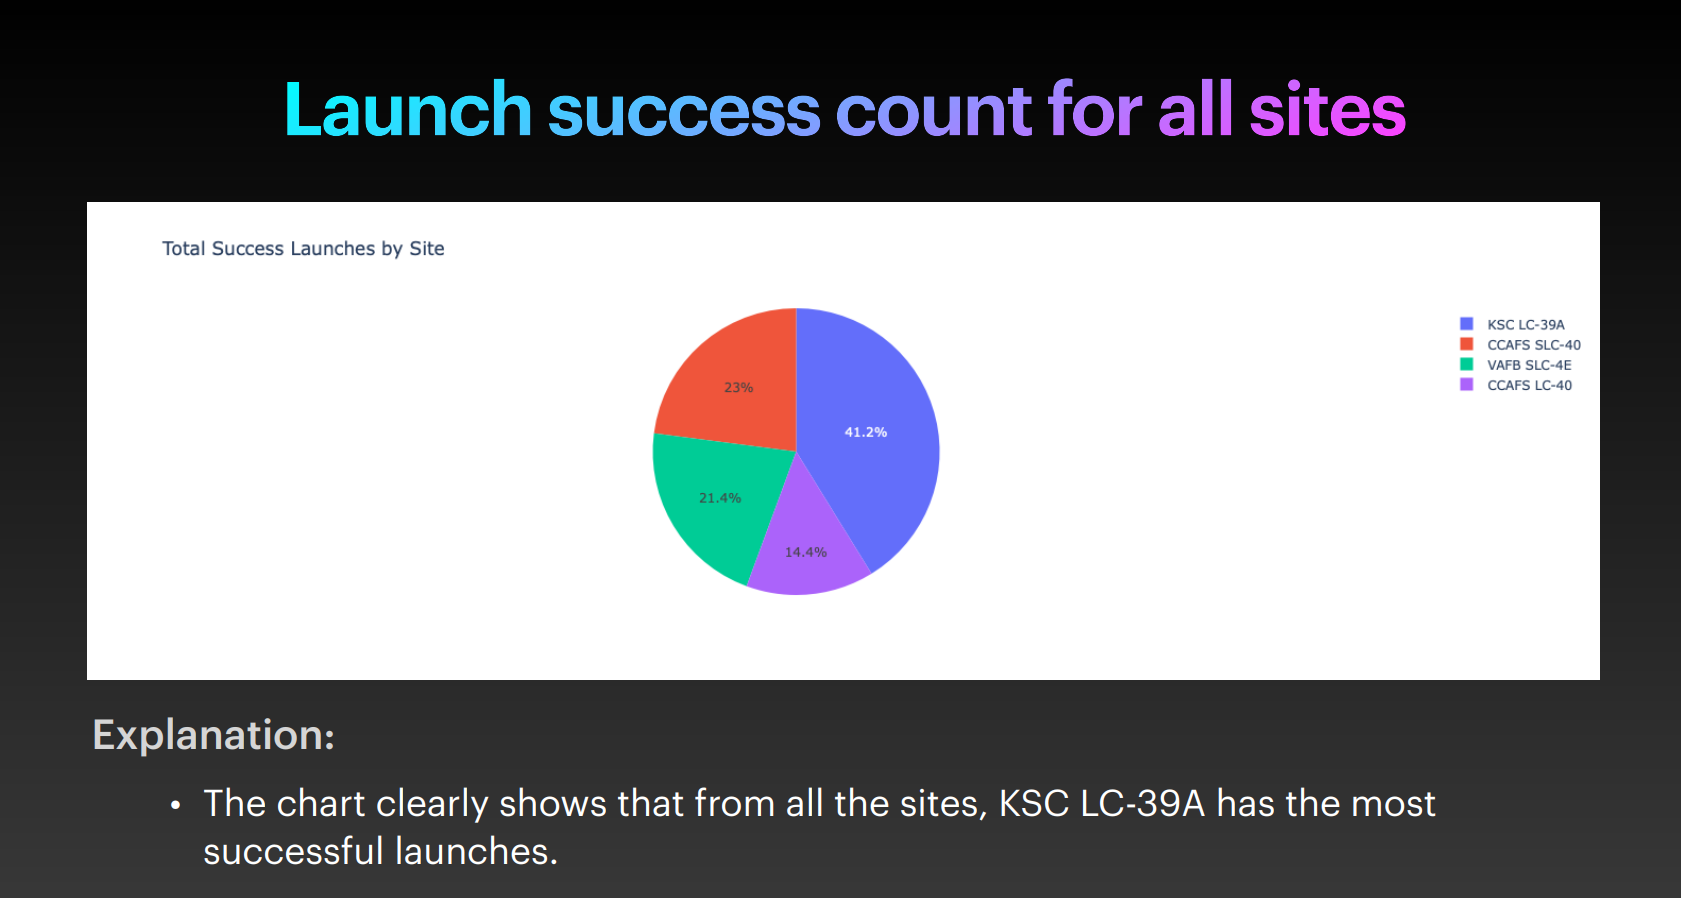 Launch success count for all sites
Total Success Launches by Site
KSC LC-39A
CCAFS SLC-40
VAFB SLC-4E
CCAFS LC-40
23%
41.2%
21.4%
14.4%
Explanation:
• The chart clearly shows that from all the sites, KSC LC-39A has the most
successful launches.